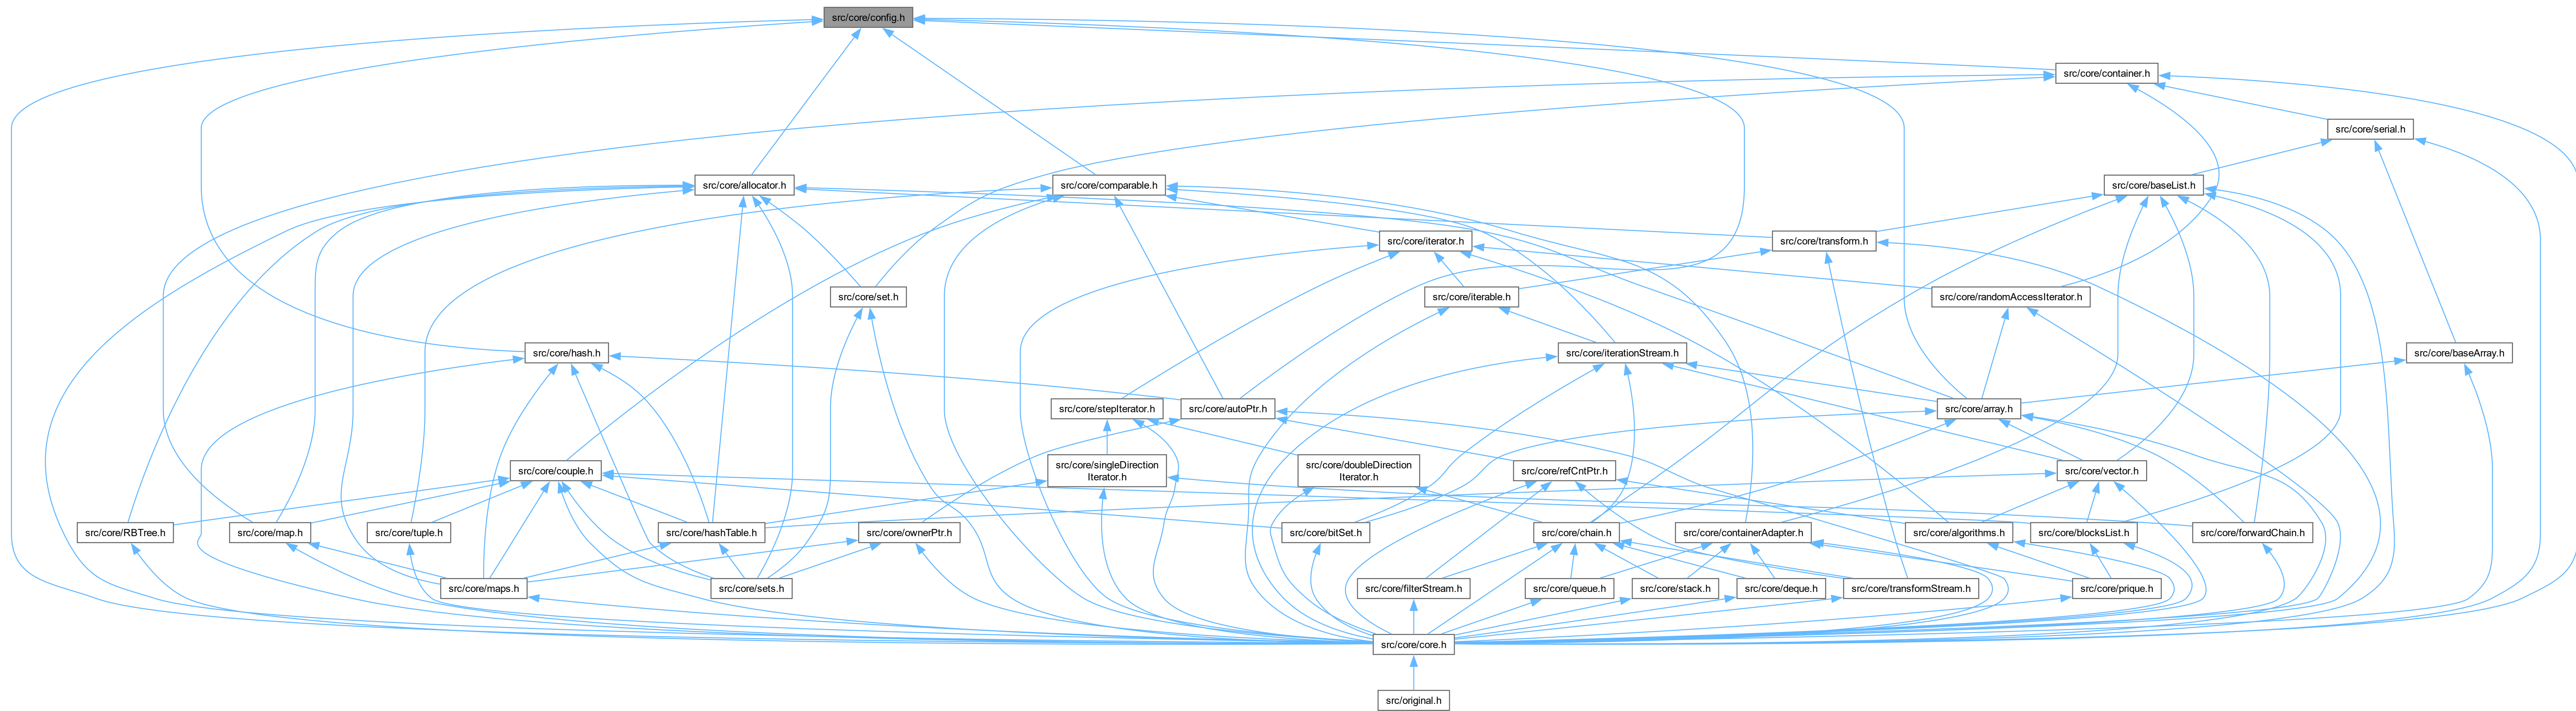 src/core/config.h
src/core/container.h
src/core/serial.h
src/core/allocator.h
src/core/comparable.h
src/core/baseList.h
src/core/iterator.h
src/core/transform.h
src/core/set.h
src/core/iterable.h
src/core/randomAccessIterator.h
src/core/hash.h
src/core/iterationStream.h
src/core/baseArray.h
src/core/stepIterator.h
src/core/autoPtr.h
src/core/array.h
src/core/couple.h
src/core/singleDirection
Iterator.h
src/core/doubleDirection
Iterator.h
src/core/refCntPtr.h
src/core/vector.h
src/core/RBTree.h
src/core/map.h
src/core/tuple.h
src/core/hashTable.h
src/core/ownerPtr.h
src/core/bitSet.h
src/core/chain.h
src/core/containerAdapter.h
src/core/algorithms.h
src/core/blocksList.h
src/core/forwardChain.h
src/core/maps.h
src/core/sets.h
src/core/filterStream.h
src/core/queue.h
src/core/stack.h
src/core/deque.h
src/core/transformStream.h
src/core/prique.h
src/core/core.h
src/original.h